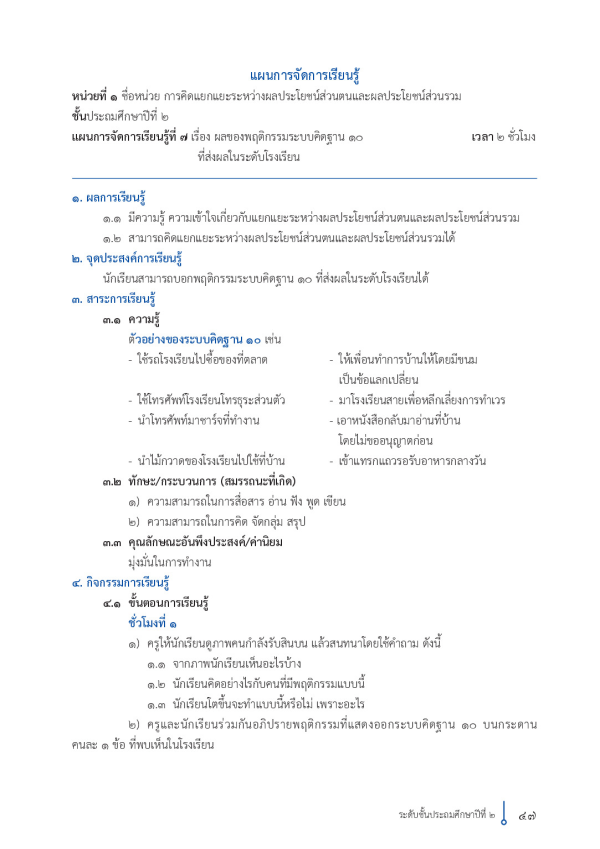 แผนการจัดการเรียนรู้
หน่วยที่ ๑ ชื่อหน่วย การคิดแยกแยะระหว่างผลประโยชน์ส่วนตนและผลประโยชน์ส่วนรวม
ชั้นประถมศึกษาปีที่ ๒
แผนการจัดการเรียนรู้ที่ ๗ เรื่อง ผลของพฤติกรรมระบบคิดฐาน ๑๐ เวลา ๒ ชั่วโมง
ที่ส่งผลในระดับโรงเรียน
๑. ผลการเรียนรู้
๑.๑ มีความรู้ ความเข้าใจเกี่ยวกับแยกแยะระหว่างผลประโยชน์ส่วนตนและผลประโยชน์ส่วนรวม
๑.๒ สามารถคิดแยกแยะระหว่างผลประโยชน์ส่วนตนและผลประโยชน์ส่วนรวมได้
๒. จุดประสงค์การเรียนรู้
นักเรียนสามารถบอกพฤติกรรมระบบคิดฐาน ๑๐ ที่ส่งผลในระดับโรงเรียนได้
๓. สาระการเรียนรู้
๓.๑ ความรู้
ตัวอย่างของระบบคิดฐาน ๑๐ เช่น
- ใช้รถโรงเรียนไปซื้อของที่ตลาด - ให้เพื่อนทำการบ้านให้โดยมีขนม
เป็นข้อแลกเปลี่ยน
- ใช้โทรศัพท์โรงเรียนโทรธุระส่วนตัว - มาโรงเรียนสายเพื่อหลีกเลี่ยงการทำเวร
- นำโทรศัพท์มาชาร์จที่ทำงาน - เอาหนังสือกลับมาอ่านที่บ้าน
โดยไม่ขออนุญาตก่อน
- นำไม้กวาดของโรงเรียนไปใช้ที่บ้าน - เข้าแทรกแถวรอรับอาหารกลางวัน
๓.๒ ทักษะ/กระบวนการ (สมรรถนะที่เกิด)
๑) ความสามารถในการสื่อสาร อ่าน ฟัง พูด เขียน
๒) ความสามารถในการคิด จัดกลุ่ม สรุป
๓.๓ คุณลักษณะอันพึงประสงค์/ค่านิยม
มุ่งมั่นในการทำงาน
๔. กิจกรรมการเรียนรู้
๔.๑ ขั้นตอนการเรียนรู้
ชั่วโมงที่ ๑
๑) ครูให้นักเรียนดูภาพคนกำลังรับสินบน แล้วสนทนาโดยใช้คำถาม ดังนี้
๑.๑ จากภาพนักเรียนเห็นอะไรบ้าง
๑.๒ นักเรียนคิดอย่างไรกับคนที่มีพฤติกรรมแบบนี้
๑.๓ นักเรียนโตขึ้นจะทำแบบนี้หรือไม่ เพราะอะไร
๒) ครูและนักเรียนร่วมกันอภิปรายพฤติกรรมที่แสดงออกระบบคิดฐาน ๑๐ บนกระดาน
คนละ ๑ ข้อ ที่พบเห็นในโรงเรียน
ระดับชั้นประถมศึกษาปีที่ ๒ ๔๗